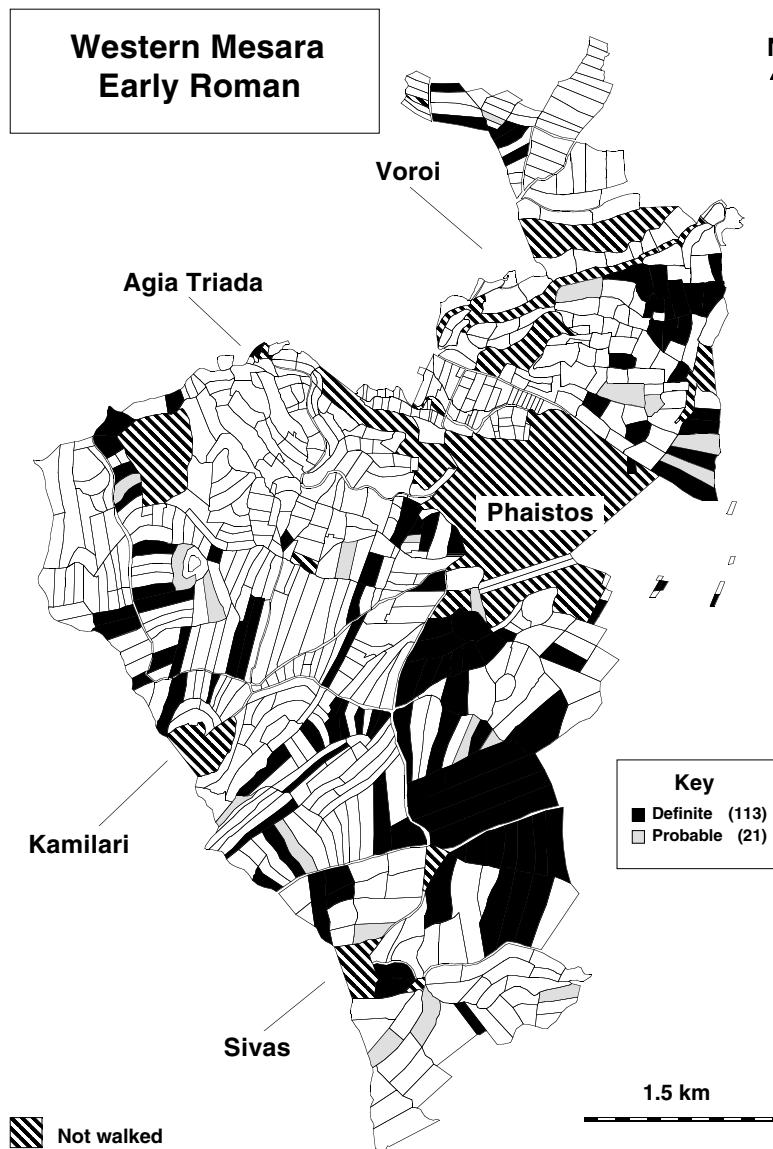 Western Mesara
Early Roman
N
Voroi
Agia Triada
Phaistos
Key
Definite (113)
Probable (21)
Kamilari
Sivas
1.5 km
Not walked